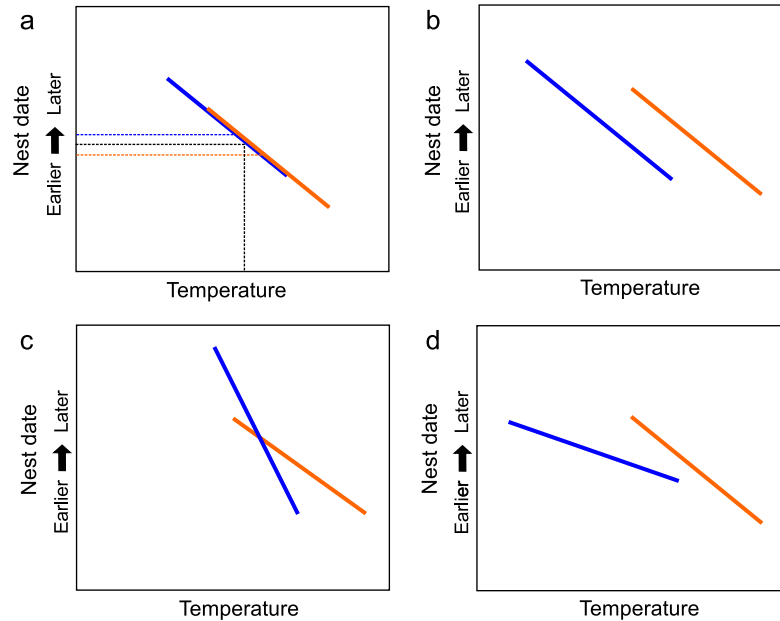 a
Nest date
Earlier
Later
Temperature
b
Nest date
Earlier
Later
Temperature
c
Nest date
Earlier
Later
Temperature
d
Nest date
Earlier
Later
Temperature